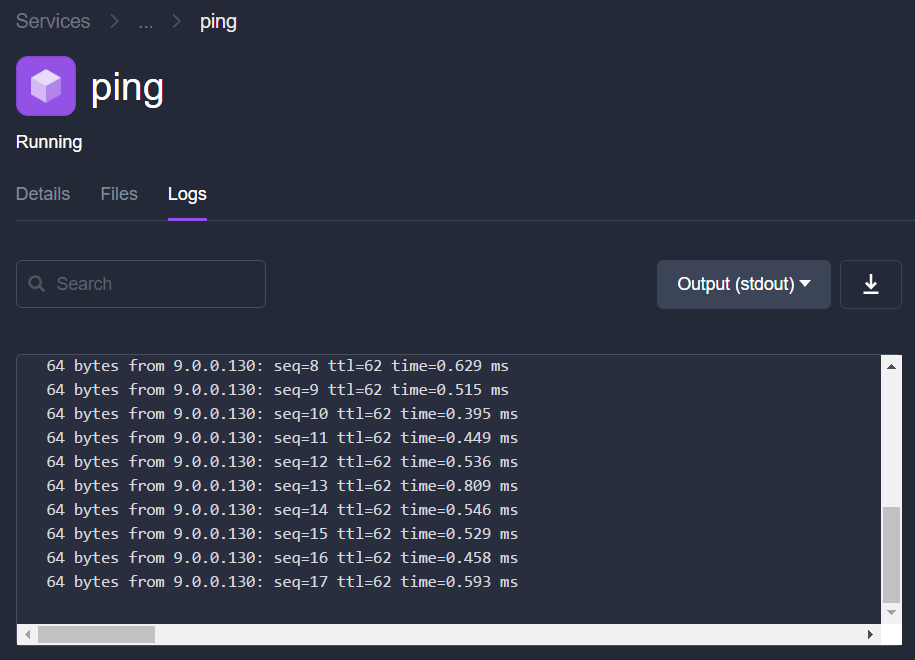 Services > ... > ping
ping
Running
Details Files Logs
Search Output (stdout)
64 bytes from 9.0.0.130: seq=8 ttl=62 time=0.629 ms
64 bytes from 9.0.0.130: seq=9 ttl=62 time=0.515 ms
64 bytes from 9.0.0.130: seq=10 ttl=62 time=0.395 ms
64 bytes from 9.0.0.130: seq=11 ttl=62 time=0.449 ms
64 bytes from 9.0.0.130: seq=12 ttl=62 time=0.536 ms
64 bytes from 9.0.0.130: seq=13 ttl=62 time=0.809 ms
64 bytes from 9.0.0.130: seq=14 ttl=62 time=0.546 ms
64 bytes from 9.0.0.130: seq=15 ttl=62 time=0.529 ms
64 bytes from 9.0.0.130: seq=16 ttl=62 time=0.458 ms
64 bytes from 9.0.0.130: seq=17 ttl=62 time=0.593 ms